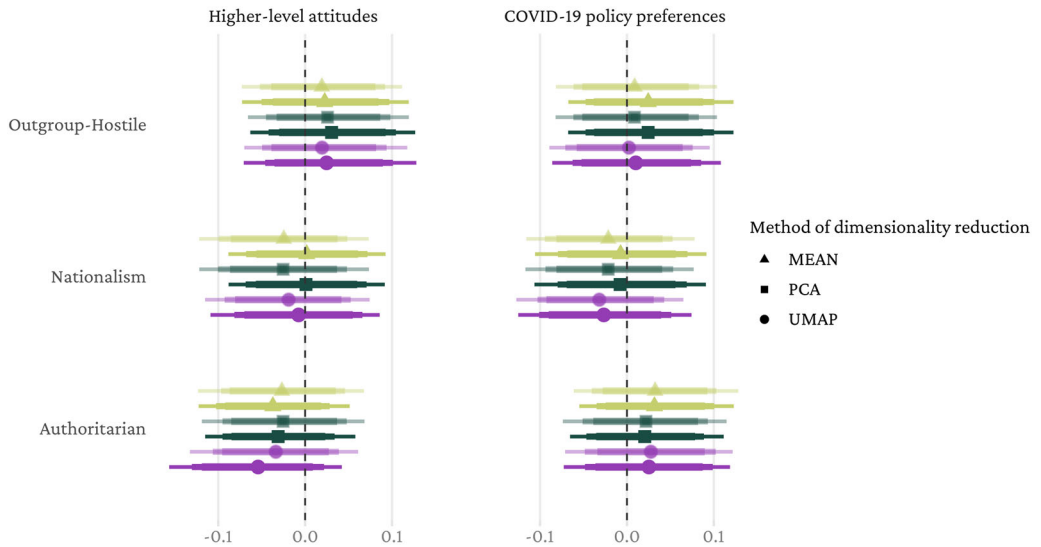 Higher-level attitudes
COVID-19 policy preferences
Outgroup-Hostile
Nationalism
Authoritarian
Method of dimensionality reduction
MEAN
PCA
UMAP
-0.1 0.0 0.1
-0.1 0.0 0.1